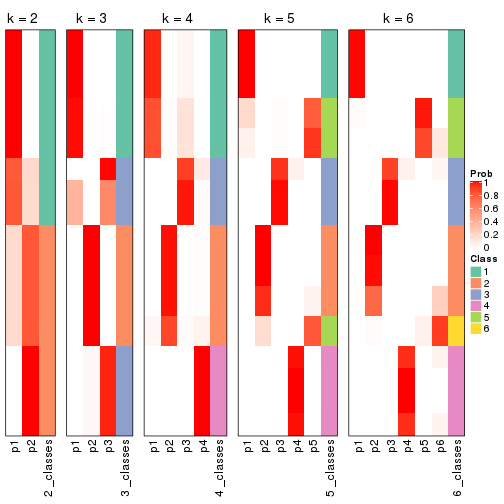 k = 2
k = 3
k = 4
k = 5
k = 6
Prob
1
0.8
0.6
0.4
0.2
0
Class
1
2
3
4
5
6
p1
p2
2_classes
p1
p2
p3
3_classes
p1
p2
p3
p4
4_classes
p1
p2
p3
p4
p5
5_classes
p1
p2
p3
p4
p5
p6
6_classes